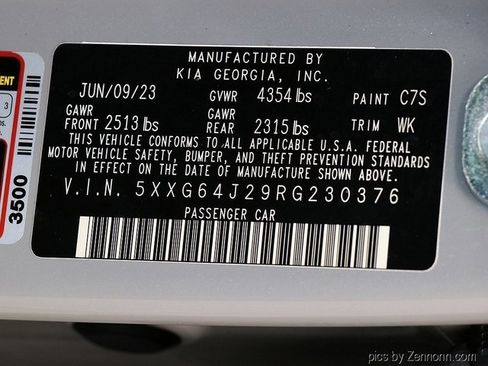 MANUFACTURED BY
KIA GEORGIA, INC.
JUN/09/23 GVWR 4354 lbs PAINT C7S
GAWR GAWR
FRONT 2513 lbs REAR 2315 lbs TRIM WK
THIS VEHICLE CONFORMS TO ALL APPLICABLE U.S.A. FEDERAL
MOTOR VEHICLE SAFETY, BUMPER, AND THEFT PREVENTION STANDARDS
IN EFFECT ON THE DATE OF MANUFACTURE SHOWN ABOVE.
V.I.N. 5XXG64J29RG230376
PASSENGER CAR
3
3500
pics by Zennonn.com